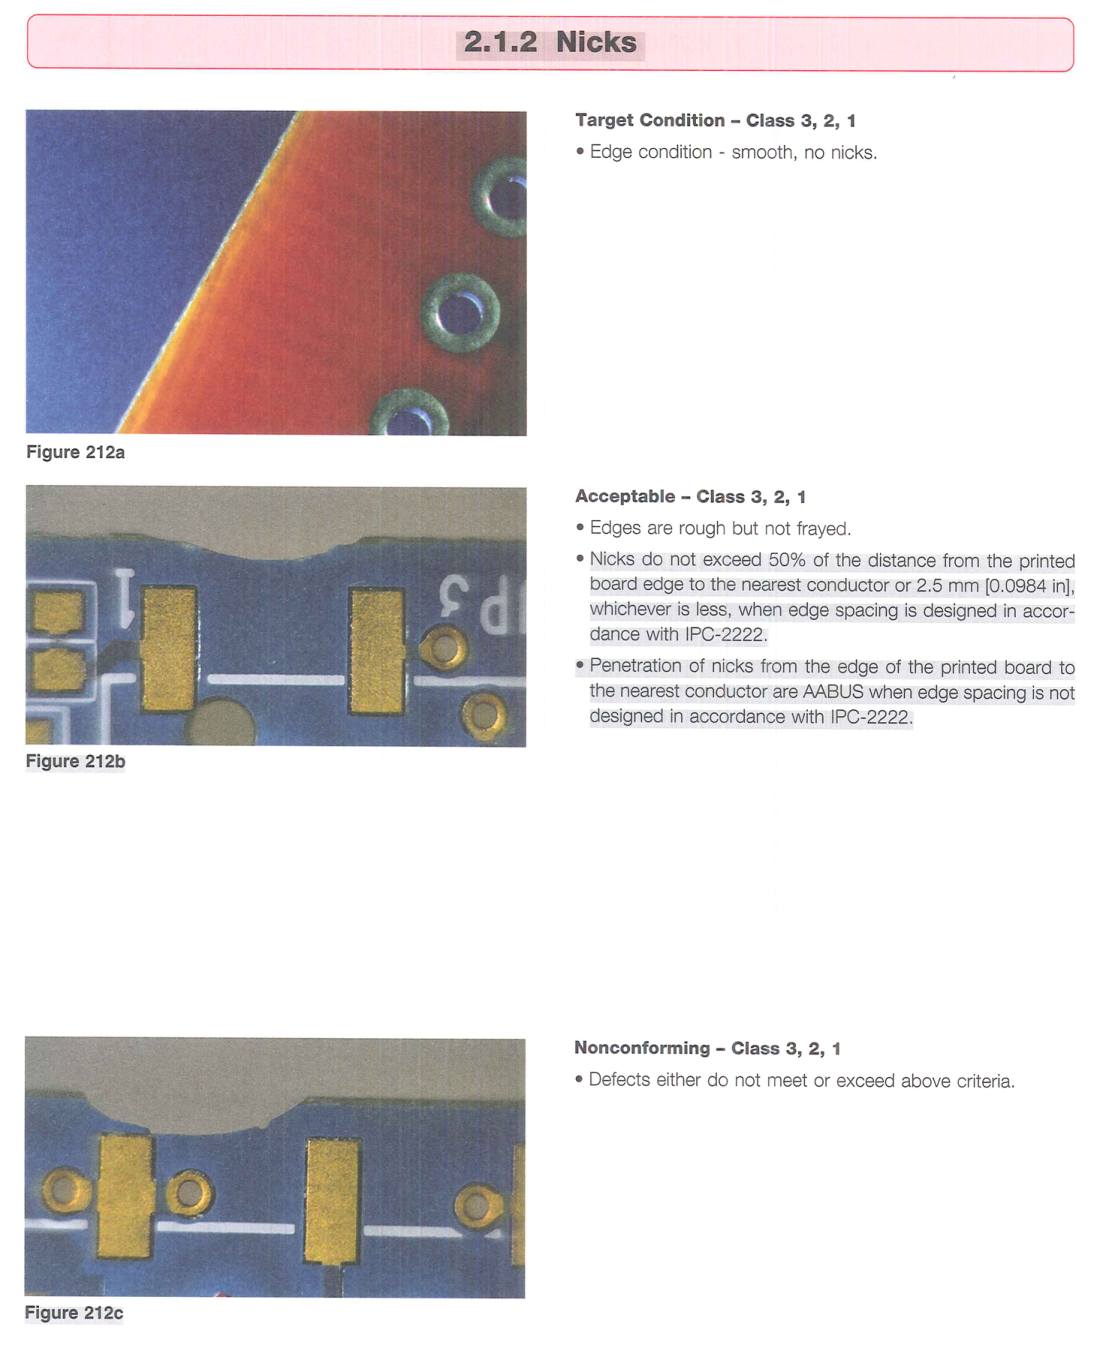 2.1.2 Nicks
Target Condition – Class 3, 2, 1
• Edge condition - smooth, no nicks.
Figure 212a
Acceptable – Class 3, 2, 1
• Edges are rough but not frayed.
• Nicks do not exceed 50% of the distance from the printed
board edge to the nearest conductor or 2.5 mm [0.0984 in],
whichever is less, when edge spacing is designed in accor-
dance with IPC-2222.
• Penetration of nicks from the edge of the printed board to
the nearest conductor are AABUS when edge spacing is not
designed in accordance with IPC-2222.
1
JP3
Figure 212b
Nonconforming – Class 3, 2, 1
• Defects either do not meet or exceed above criteria.
Figure 212c